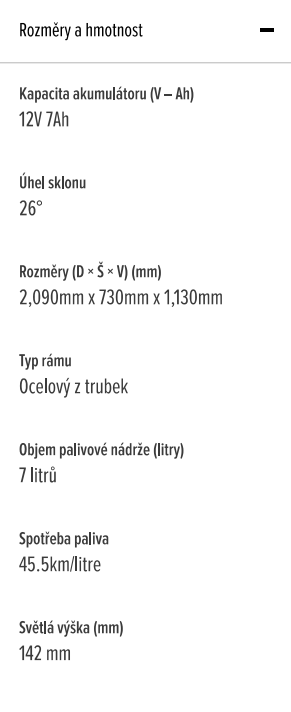 Rozměry a hmotnost
Kapacita akumulátoru (V – Ah)
12V 7Ah
Úhel sklonu
26°
Rozměry (D × Š × V) (mm)
2,090mm x 730mm x 1,130mm
Typ rámu
Ocelový z trubek
Objem palivové nádrže (litry)
7 litrů
Spotřeba paliva
45.5km/litre
Světlá výška (mm)
142 mm